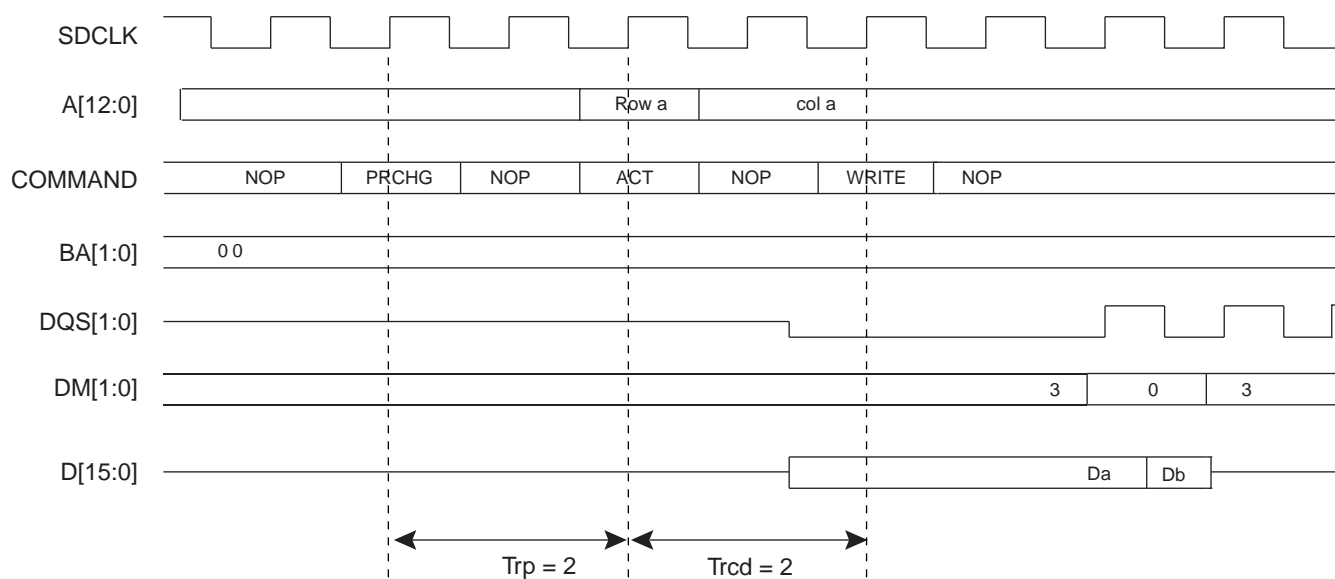 SDCLK
A[12:0] Row a col a
COMMAND NOP PRCHG NOP ACT NOP WRITE NOP
BA[1:0] 0 0
DQS[1:0]
DM[1:0] 3 0 3
D[15:0] Da Db
Trp = 2 Trcd = 2